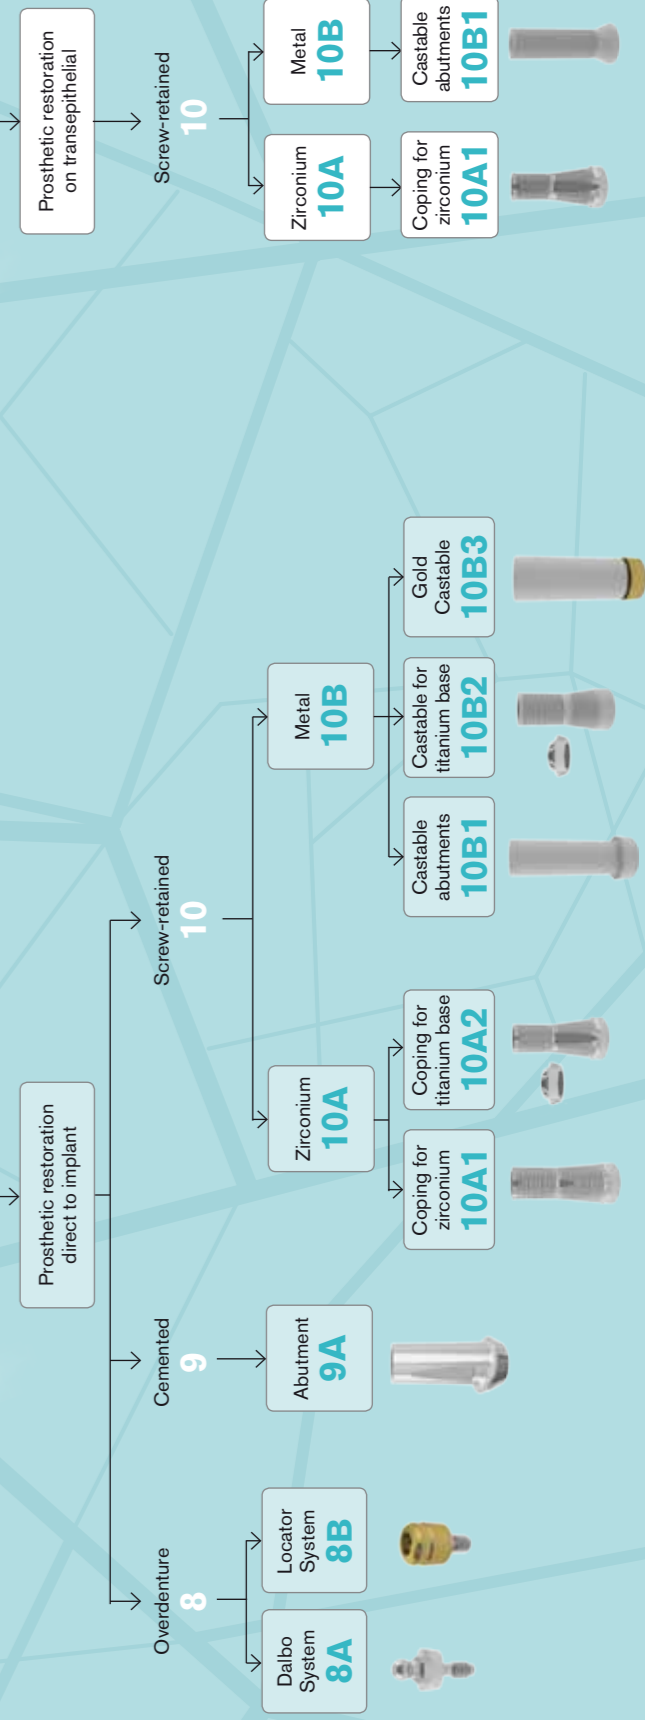 Prosthetic restoration
direct to implant
Overdenture
8
Dalbo
System
8A
Locator
System
8B
Cemented
9
Abutment
9A
Screw-retained
10
Zirconium
10A
Coping for
zirconium
10A1
Coping for
titanium base
10A2
Metal
10B
Castable
abutments
10B1
Castable for
titanium base
10B2
Gold
Castable
10B3
Prosthetic restoration
on transepithelial
Screw-retained
10
Zirconium
10A
Coping for
zirconium
10A1
Metal
10B
Castable
abutments
10B1